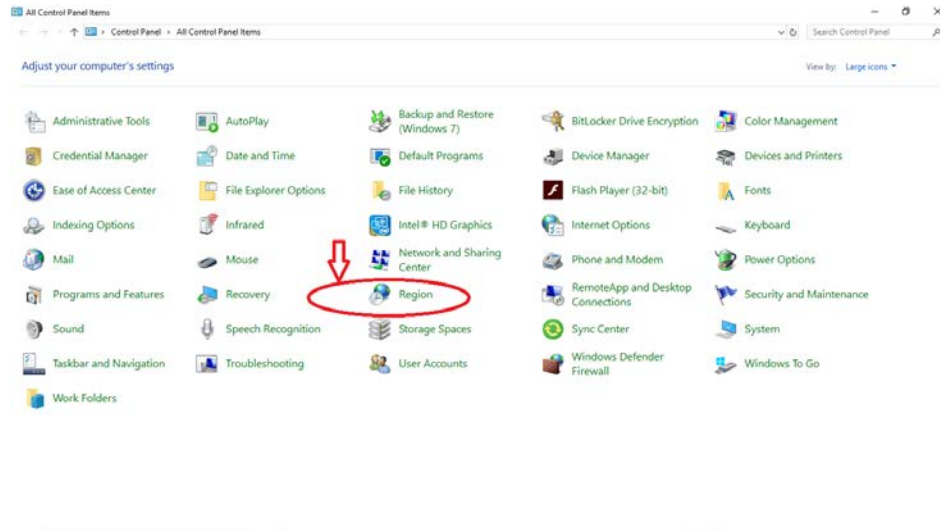 All Control Panel Items
Control Panel › All Control Panel Items
Search Control Panel
Adjust your computer's settings
View by: Large icons
Administrative Tools
AutoPlay
Backup and Restore
(Windows 7)
BitLocker Drive Encryption
Color Management
Credential Manager
Date and Time
Default Programs
Device Manager
Devices and Printers
Ease of Access Center
File Explorer Options
File History
Flash Player (32-bit)
Fonts
Indexing Options
Infrared
Intel® HD Graphics
Internet Options
Keyboard
Mail
Mouse
Network and Sharing
Center
Phone and Modem
Power Options
Programs and Features
Recovery
Region
RemoteApp and Desktop
Connections
Security and Maintenance
Sound
Speech Recognition
Storage Spaces
Sync Center
System
Taskbar and Navigation
Troubleshooting
User Accounts
Windows Defender
Firewall
Windows To Go
Work Folders